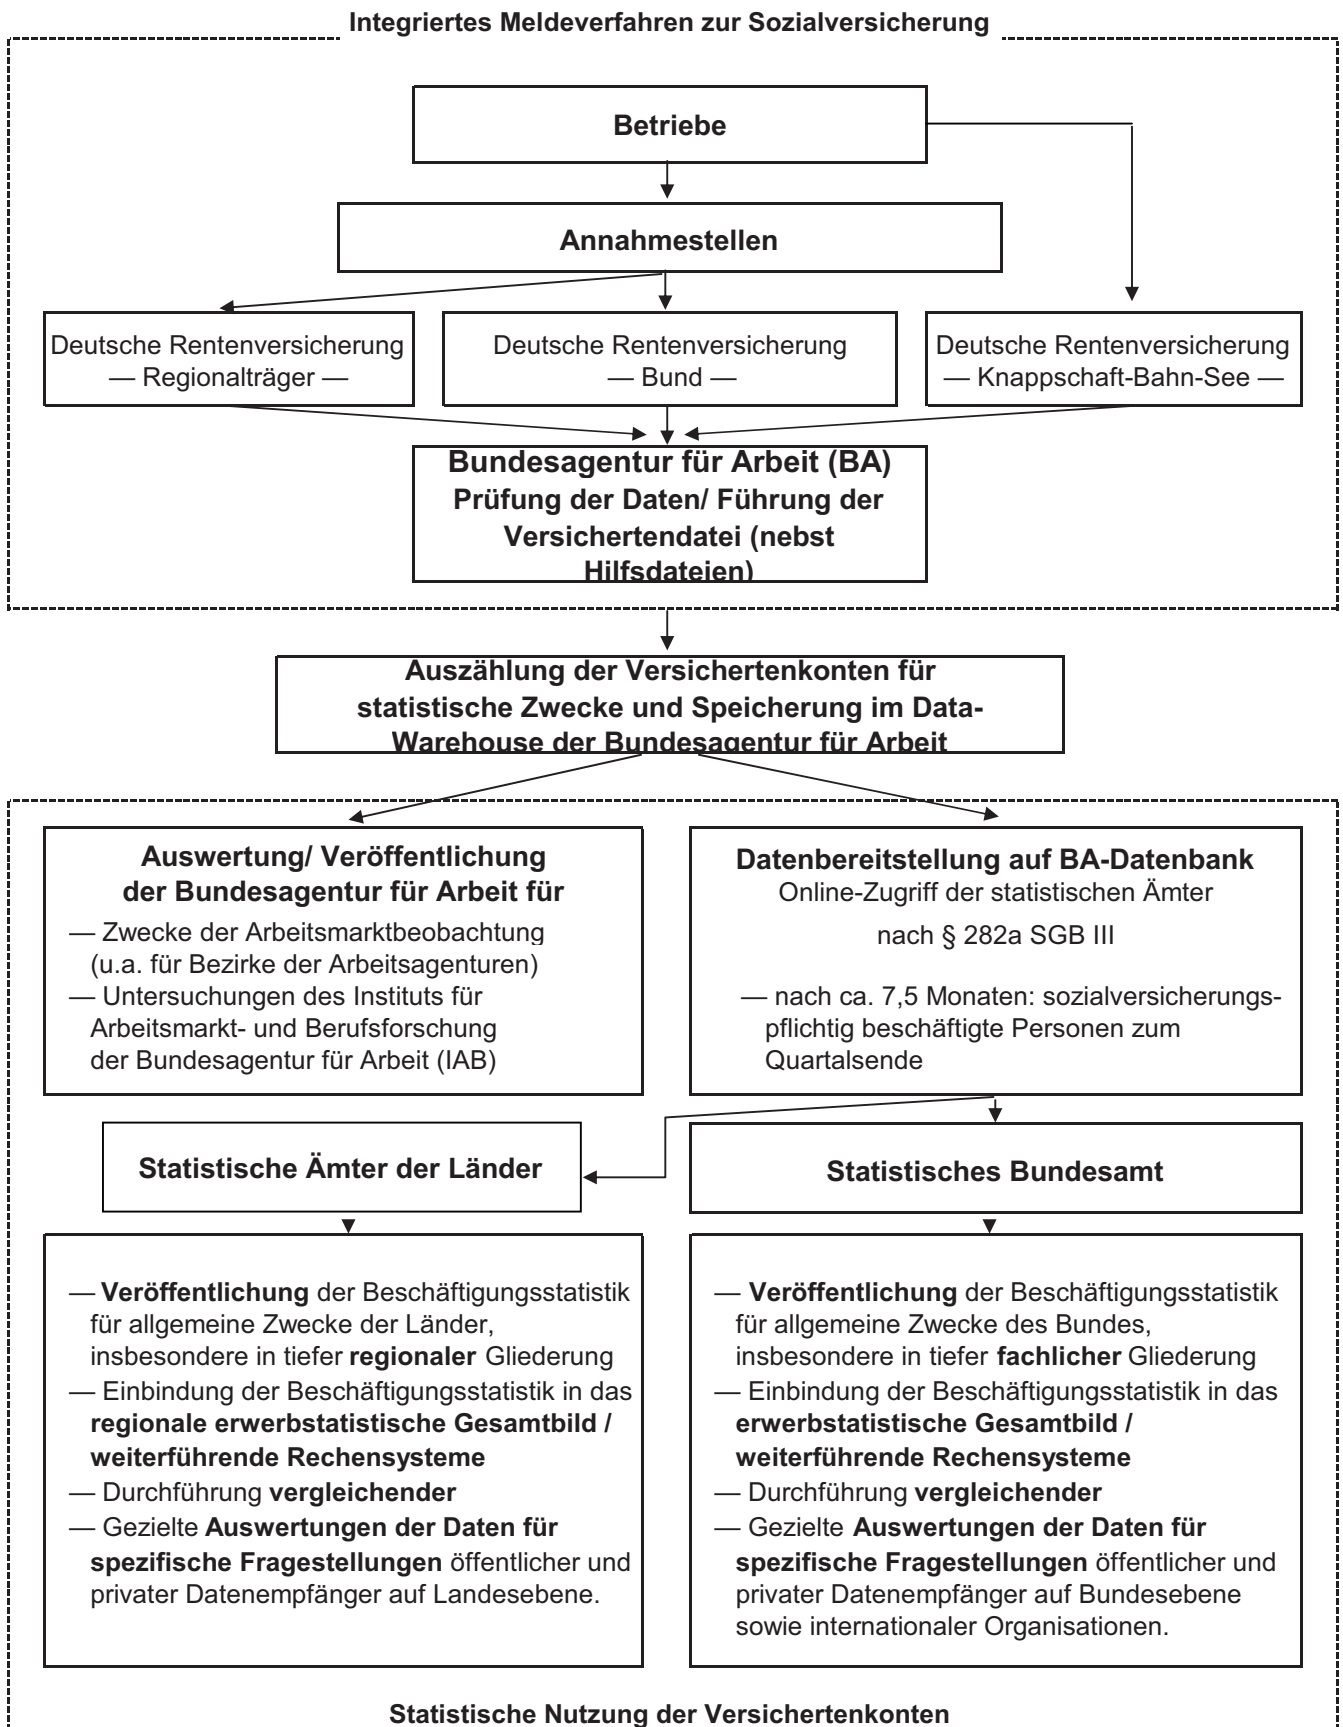 Integriertes Meldeverfahren zur Sozialversicherung
Betriebe
Annahmestellen
Deutsche Rentenversicherung
— Regionalträger —
Deutsche Rentenversicherung
— Bund —
Deutsche Rentenversicherung
— Knappschaft-Bahn-See —
Bundesagentur für Arbeit (BA)
Prüfung der Daten/ Führung der
Versichertendatei (nebst
Hilfsdateien)
Auszählung der Versichertenkonten für
statistische Zwecke und Speicherung im Data-
Warehouse der Bundesagentur für Arbeit
Auswertung/ Veröffentlichung
der Bundesagentur für Arbeit für
— Zwecke der Arbeitsmarktbeobachtung
(u.a. für Bezirke der Arbeitsagenturen)
— Untersuchungen des Instituts für
Arbeitsmarkt- und Berufsforschung
der Bundesagentur für Arbeit (IAB)
Datenbereitstellung auf BA-Datenbank
Online-Zugriff der statistischen Ämter
nach § 282a SGB III
— nach ca. 7,5 Monaten: sozialversicherungs-
pflichtig beschäftigte Personen zum
Quartalsende
Statistische Ämter der Länder
Statistisches Bundesamt
— Veröffentlichung der Beschäftigungsstatistik
für allgemeine Zwecke der Länder,
insbesondere in tiefer regionaler Gliederung
— Einbindung der Beschäftigungsstatistik in das
regionale erwerbstatistische Gesamtbild /
weiterführende Rechensysteme
— Durchführung vergleichender
— Gezielte Auswertungen der Daten für
spezifische Fragestellungen öffentlicher und
privater Datenempfänger auf Landesebene.
— Veröffentlichung der Beschäftigungsstatistik
für allgemeine Zwecke des Bundes,
insbesondere in tiefer fachlicher Gliederung
— Einbindung der Beschäftigungsstatistik in das
erwerbstatistische Gesamtbild /
weiterführende Rechensysteme
— Durchführung vergleichender
— Gezielte Auswertungen der Daten für
spezifische Fragestellungen öffentlicher und
privater Datenempfänger auf Bundesebene
sowie internationaler Organisationen.
Statistische Nutzung der Versichertenkonten